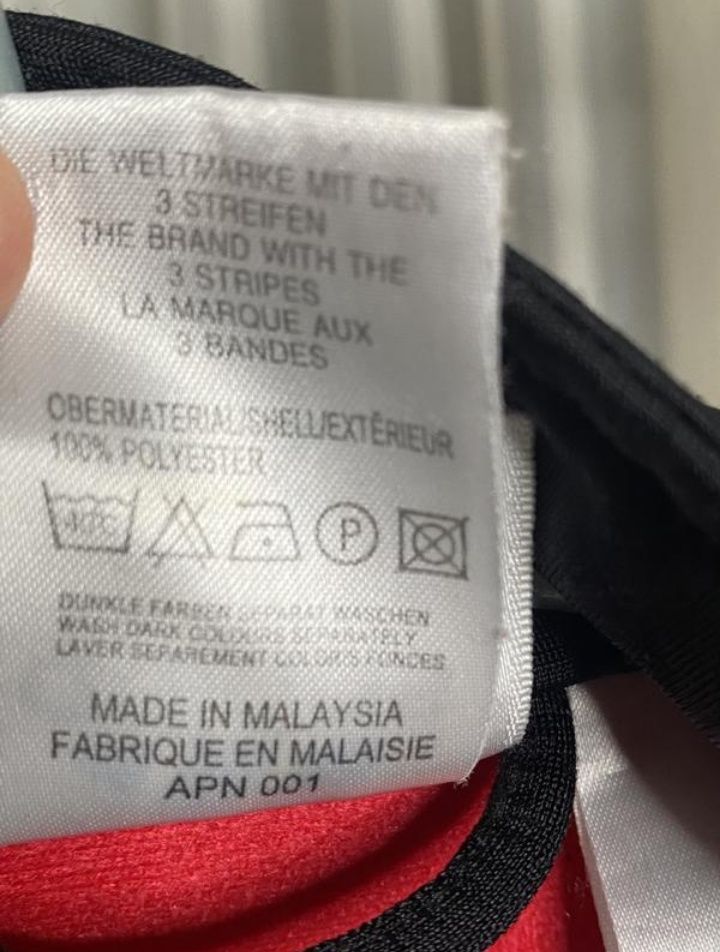 DIE WELTMARKE MIT DEN
3 STREIFEN
THE BRAND WITH THE
3 STRIPES
LA MARQUE AUX
3 BANDES
OBERMATERIAL/SHELL/EXTÉRIEUR
100% POLYESTER
40°C
P
DUNKLE FARBEN SEPARAT WASCHEN
WASH DARK COLOURS SEPARATELY
LAVER SEPAREMENT COLORIS FONCES
MADE IN MALAYSIA
FABRIQUE EN MALAISIE
APN 001